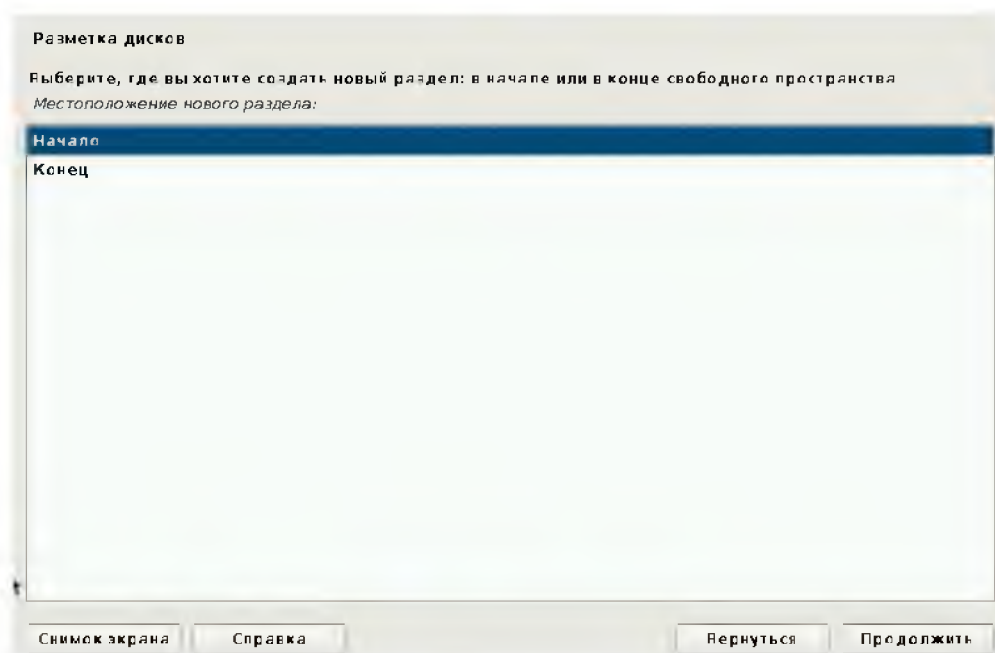 Разметка дисков
Выберите, где вы хотите создать новый раздел: в начале или в конце свободного пространства
Местоположение нового раздела:
Начало
Конец
Снимок экрана Справка Вернуться Продолжить